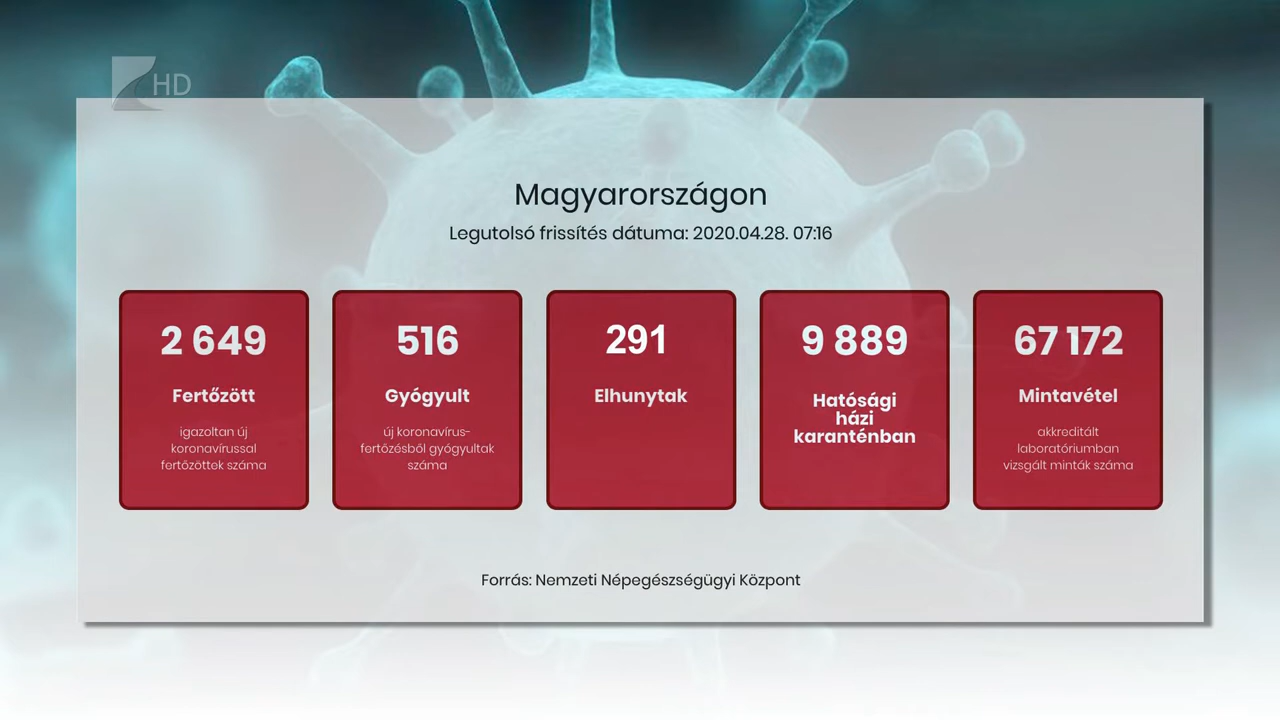 HD
Magyarországon
Legutolsó frissítés dátuma: 2020.04.28. 07:16
2 649
Fertőzött
igazoltan új
koronavírussal
fertőzöttek száma
516
Gyógyult
új koronavírus-
fertőzésből gyógyultak
száma
291
Elhunytak
9 889
Hatósági
házi
karanténban
67 172
Mintavétel
akkreditált
laboratóriumban
vizsgált minták száma
Forrás: Nemzeti Népegészségügyi Központ